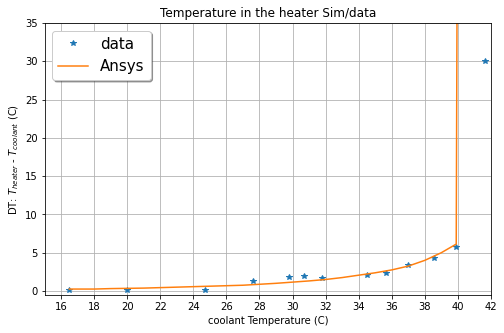 Temperature in the heater Sim/data
data
Ansys
DT: T_heater - T_coolant (C)
35
30
25
20
15
10
5
0
16 18 20 22 24 26 28 30 32 34 36 38 40 42
coolant Temperature (C)